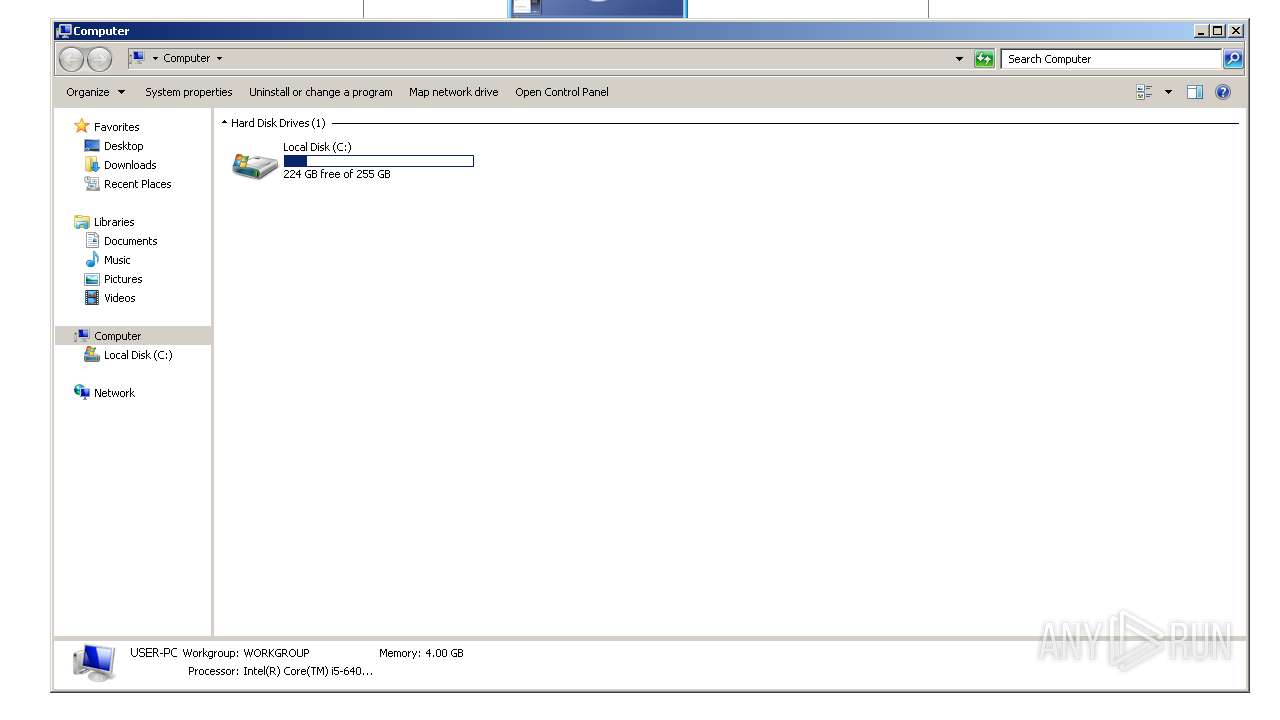 Computer
Computer
Search Computer
Organize System properties Uninstall or change a program Map network drive Open Control Panel
Favorites
Desktop
Downloads
Recent Places
Libraries
Documents
Music
Pictures
Videos
Computer
Local Disk (C:)
Network
Hard Disk Drives (1)
Local Disk (C:)
224 GB free of 255 GB
USER-PC Workgroup: WORKGROUP Memory: 4.00 GB
Processor: Intel(R) Core(TM) i5-640...
ANY RUN